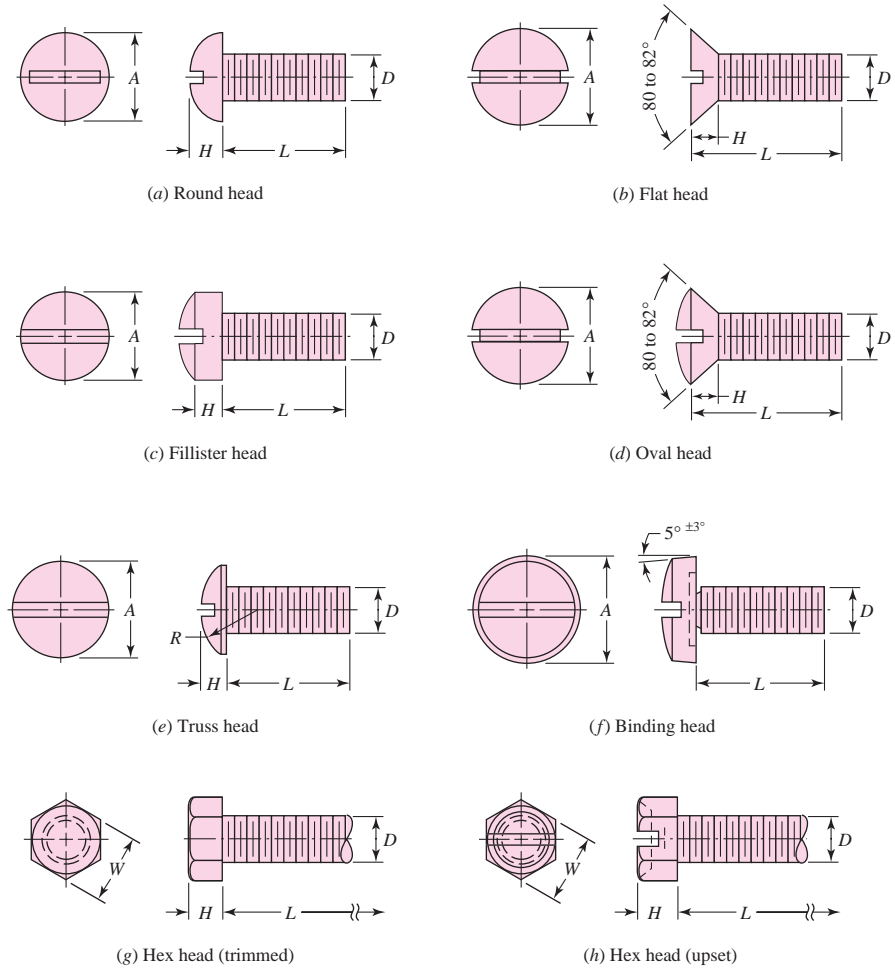 A
D
H
L
(a) Round head
A
80 to 82°
D
H
L
(b) Flat head
A
D
H
L
(c) Fillister head
A
80 to 82°
D
H
L
(d) Oval head
A
R
D
H
L
(e) Truss head
5° ±3°
A
D
L
(f) Binding head
W
D
H
L
(g) Hex head (trimmed)
W
D
H
L
(h) Hex head (upset)